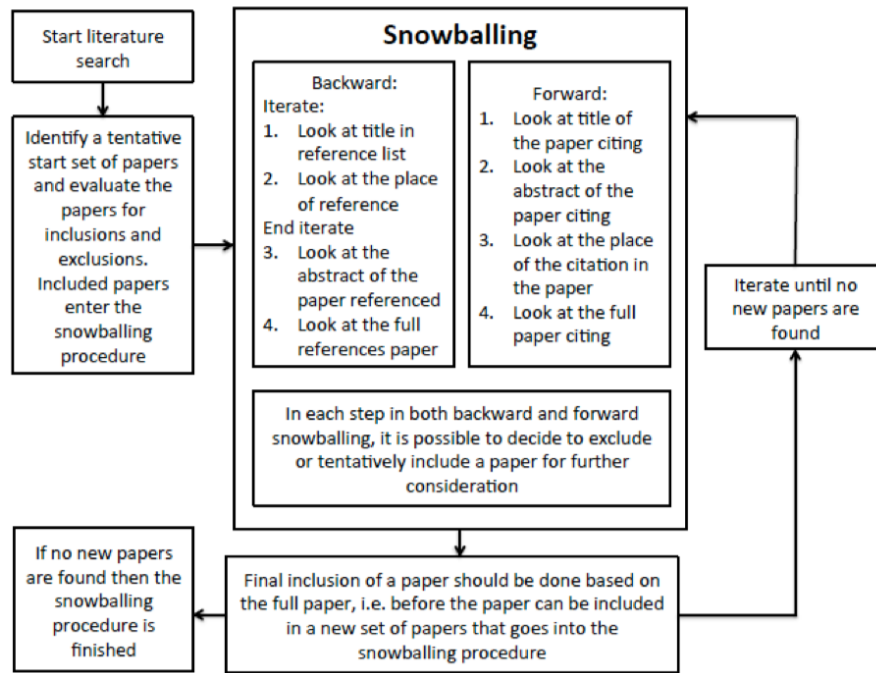 Start literature
search
Identify a tentative
start set of papers
and evaluate the
papers for
inclusions and
exclusions.
Included papers
enter the
snowballing
procedure
Snowballing
Backward:
Iterate:
1. Look at title in
reference list
2. Look at the place
of reference
End iterate
3. Look at the
abstract of the
paper referenced
4. Look at the full
references paper
Forward:
1. Look at title of
the paper citing
2. Look at the
abstract of the
paper citing
3. Look at the place
of the citation in
the paper
4. Look at the full
paper citing
In each step in both backward and forward
snowballing, it is possible to decide to exclude
or tentatively include a paper for further
consideration
Iterate until no
new papers are
found
Final inclusion of a paper should be done based on
the full paper, i.e. before the paper can be included
in a new set of papers that goes into the
snowballing procedure
If no new papers
are found then the
snowballing
procedure is
finished